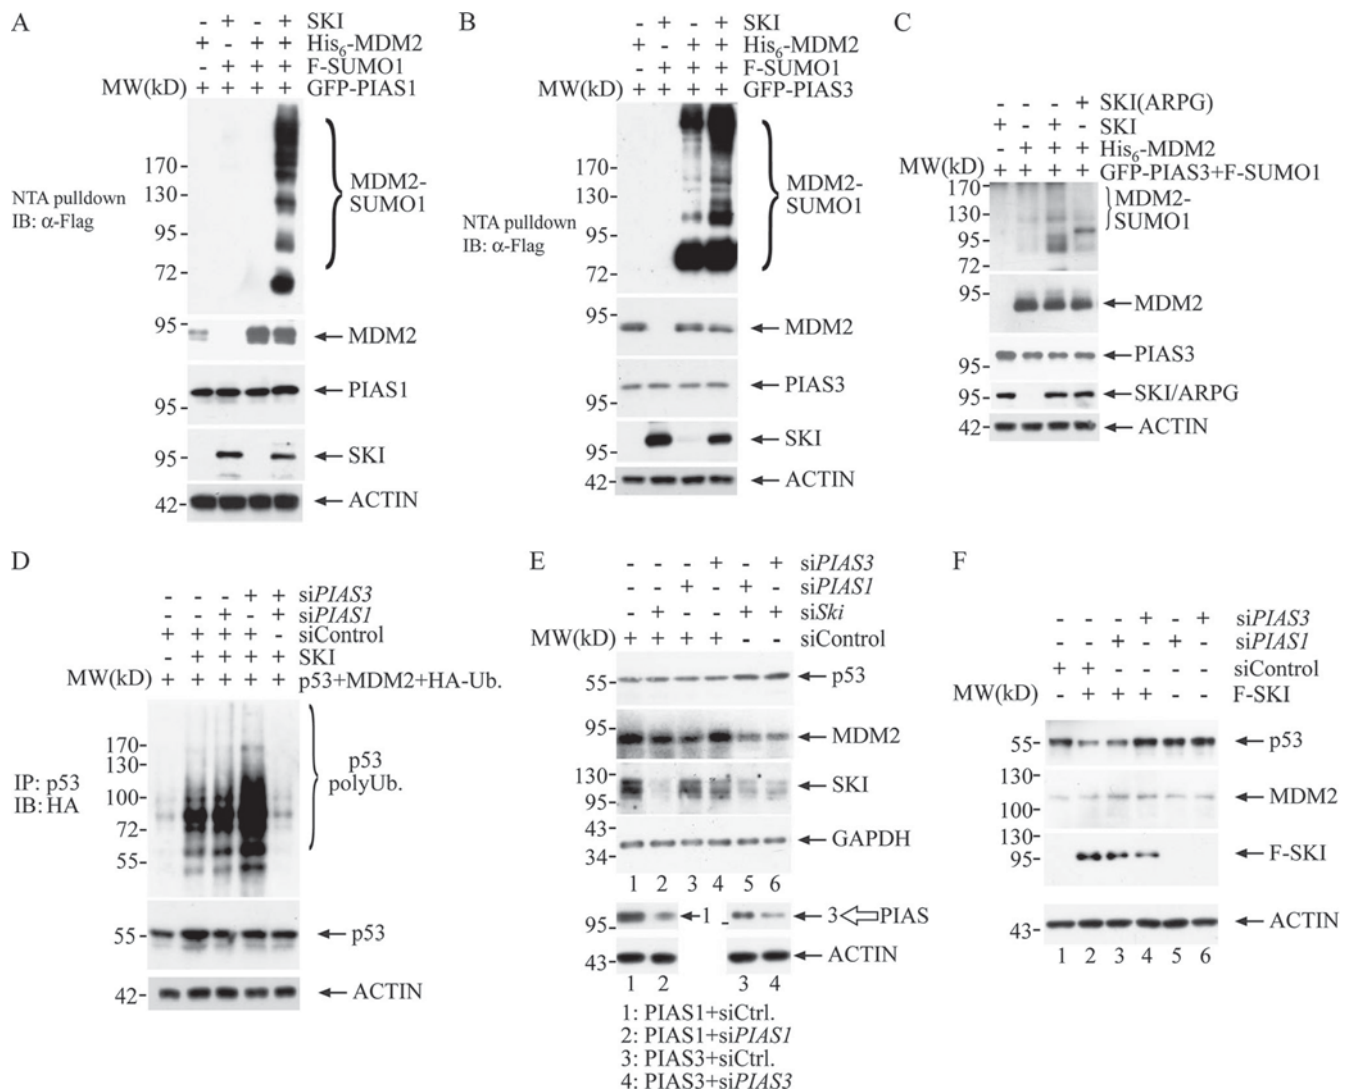 A
- + - + SKI
+ - + + His6-MDM2
- + + + F-SUMO1
MW(kD) + + + + GFP-PIAS1
170-
130-
95-
72-
NTA pulldown
IB: α-Flag
MDM2-
SUMO1
95-
MDM2
PIAS1
95-
95-
SKI
42-
ACTIN
B
- + - + SKI
+ - + + His6-MDM2
- + + + F-SUMO1
MW(kD) + + + + GFP-PIAS3
170-
130-
95-
72-
NTA pulldown
IB: α-Flag
MDM2-
SUMO1
95-
MDM2
PIAS3
95-
SKI
95-
42-
ACTIN
C
- - - + SKI(ARPG)
+ - + - SKI
- + + + His6-MDM2
MW(kD) + + + + GFP-PIAS3+F-SUMO1
170-
130-
95-
72-
MDM2-
SUMO1
95-
MDM2
PIAS3
95-
95-
SKI/ARPG
42-
ACTIN
D
- - - + + siPIAS3
- - + - + siPIAS1
+ + + + - siControl
- + + + + SKI
MW(kD) + + + + + p53+MDM2+HA-Ub.
170-
130-
100-
72-
55-
IP: p53
IB: HA
p53
polyUb.
55-
p53
42-
ACTIN
E
- - - + - + siPIAS3
- - + - + - siPIAS1
- + - - + + siSki
MW(kD) + + + + - - siControl
55-
p53
95-
72-
MDM2
130-
95-
SKI
43-
34-
GAPDH
1 2 3 4 5 6
95-
1
-
3
PIAS
43-
ACTIN
1 2 3 4
1: PIAS1+siCtrl.
2: PIAS1+siPIAS1
3: PIAS3+siCtrl.
4: PIAS3+siPIAS3
F
- - - + - + siPIAS3
- - + - + - siPIAS1
+ + - - - - siControl
MW(kD) - + + + - - F-SKI
55-
p53
130-
100-
MDM2
130-
95-
F-SKI
43-
ACTIN
1 2 3 4 5 6